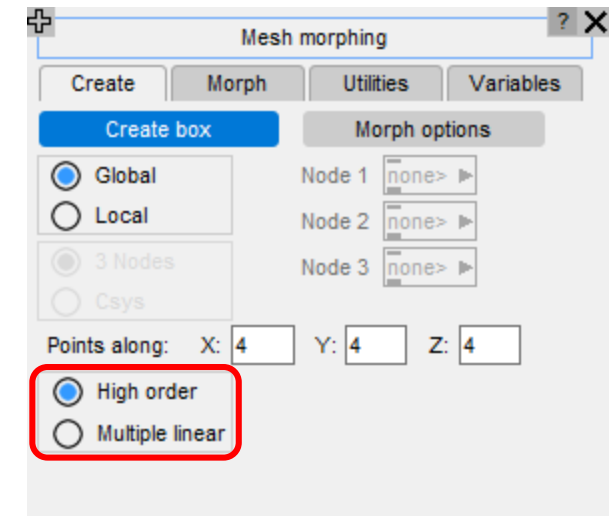 Mesh morphing ?
Create Morph Utilities Variables
Create box Morph options
Global Node 1 none>
Local Node 2 none>
3 Nodes Node 3 none>
Csys
Points along: X: 4 Y: 4 Z: 4
High order
Multiple linear